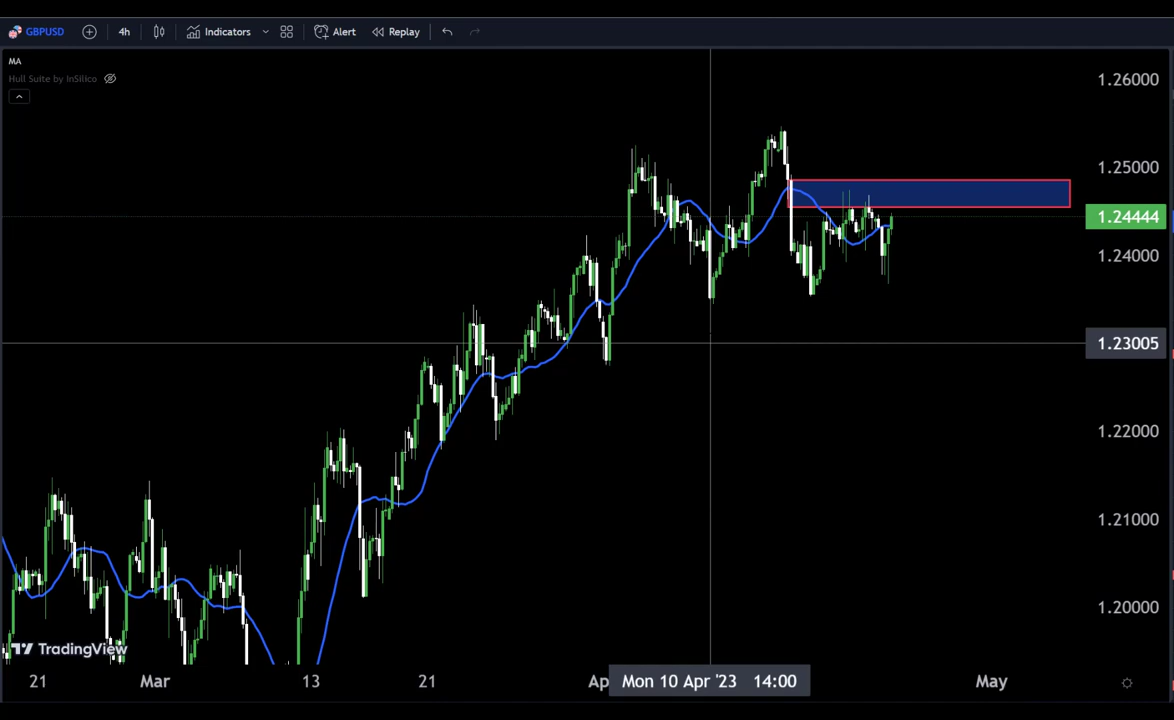 GBPUSD 4h Indicators Alert Replay
MA
Hull Suite by InSilico
1.26000
1.25000
1.24444
1.24000
1.23005
1.22000
1.21000
1.20000
TradingView
21 Mar 13 21 Ap Mon 10 Apr '23 14:00 May